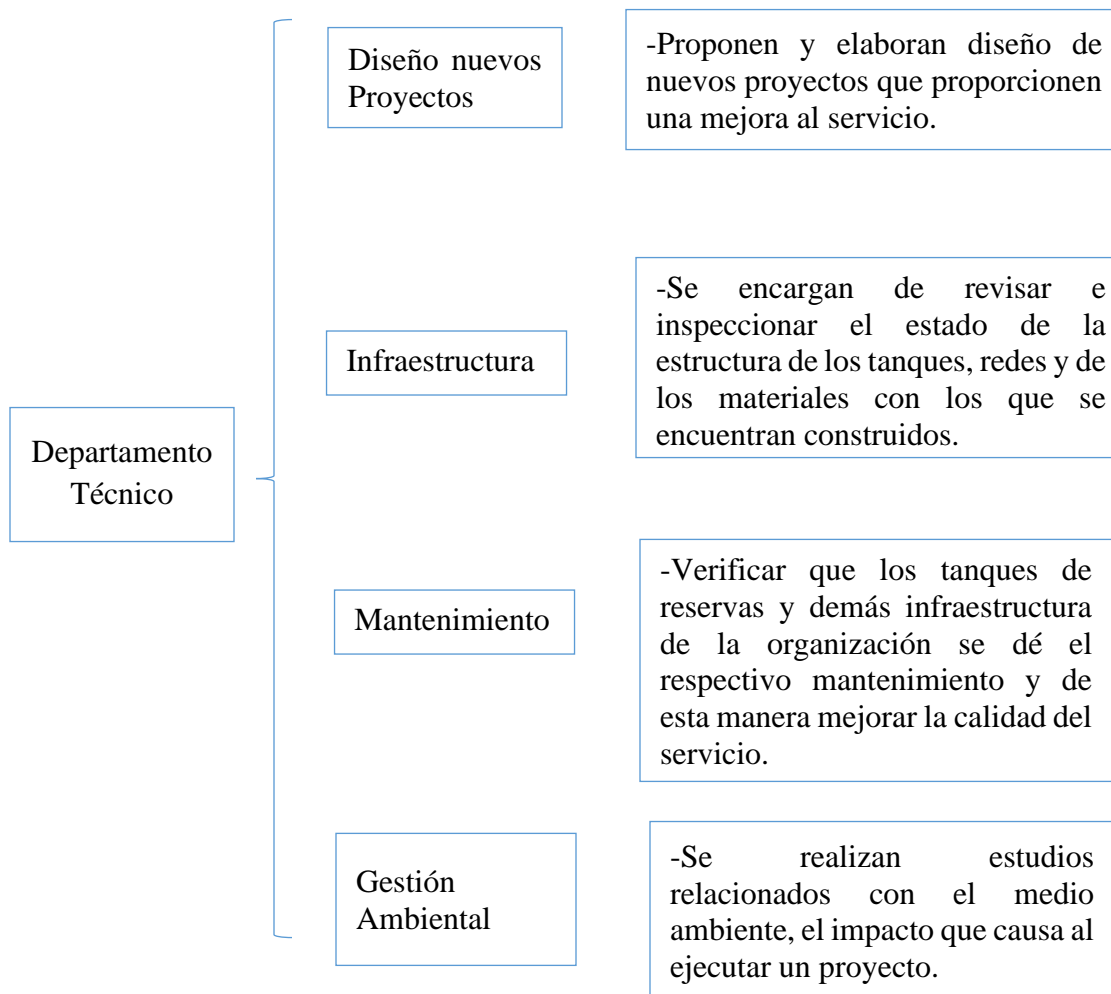 Departamento
Técnico
Diseño nuevos
Proyectos
-Proponen y elaboran diseño de
nuevos proyectos que proporcionen
una mejora al servicio.
Infraestructura
-Se encargan de revisar e
inspeccionar el estado de la
estructura de los tanques, redes y de
los materiales con los que se
encuentran construidos.
Mantenimiento
-Verificar que los tanques de
reservas y demás infraestructura
de la organización se dé el
respectivo mantenimiento y de
esta manera mejorar la calidad del
servicio.
Gestión
Ambiental
-Se realizan estudios
relacionados con el medio
ambiente, el impacto que causa al
ejecutar un proyecto.